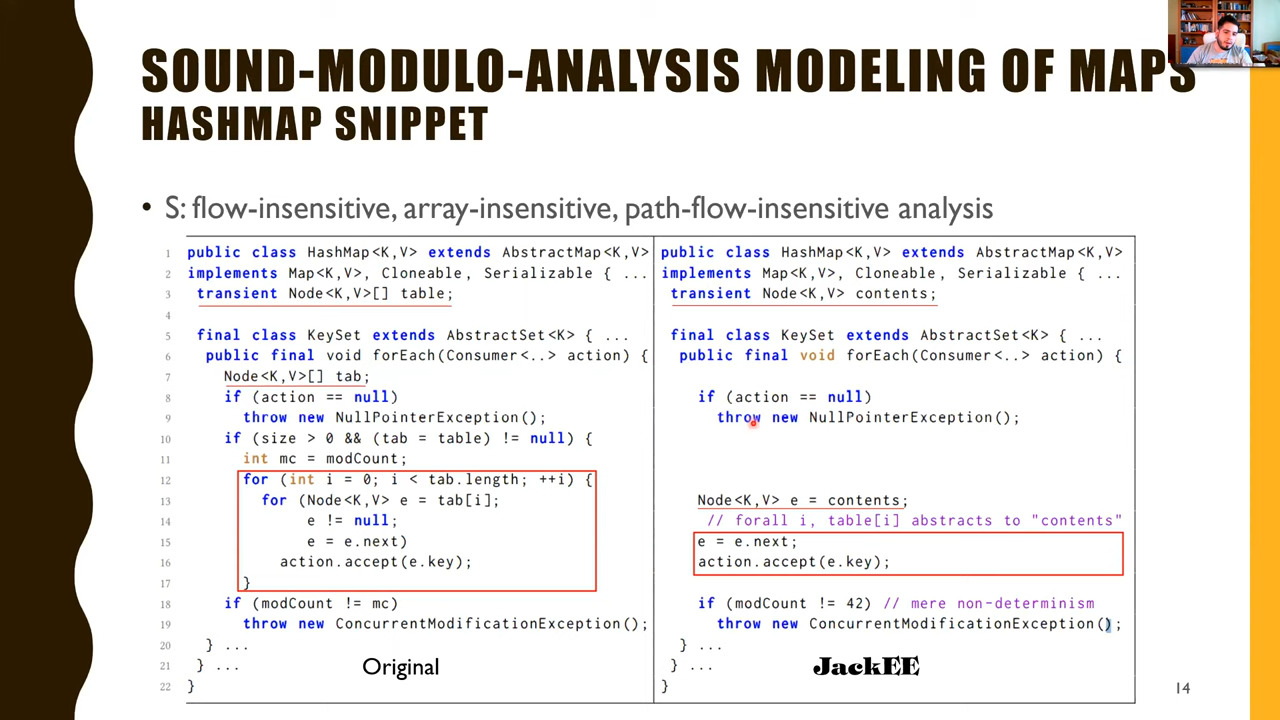 SOUND-MODULO-ANALYSIS MODELING OF MAPS
HASHMAP SNIPPET
• S: flow-insensitive, array-insensitive, path-flow-insensitive analysis
1 public class HashMap<K,V> extends AbstractMap<K,V>
2 implements Map<K,V>, Cloneable, Serializable { ...
3 transient Node<K,V>[] table;
4
5 final class KeySet extends AbstractSet<K> { ...
6 public final void forEach(Consumer<..> action) {
7 Node<K,V>[] tab;
8 if (action == null)
9 throw new NullPointerException();
10 if (size > 0 && (tab = table) != null) {
11 int mc = modCount;
12 for (int i = 0; i < tab.length; ++i) {
13 for (Node<K,V> e = tab[i];
14 e != null;
15 e = e.next)
16 action.accept(e.key);
17 }
18 if (modCount != mc)
19 throw new ConcurrentModificationException();
20 } ...
21 } ...
22 }
Original
public class HashMap<K,V> extends AbstractMap<K,V>
implements Map<K,V>, Cloneable, Serializable { ...
transient Node<K,V> contents;
final class KeySet extends AbstractSet<K> { ...
public final void forEach(Consumer<..> action) {
if (action == null)
throw new NullPointerException();
Node<K,V> e = contents;
// forall i, table[i] abstracts to "contents"
e = e.next;
action.accept(e.key);
if (modCount != 42) // mere non-determinism
throw new ConcurrentModificationException();
} ...
} ...
}
JackEE
14